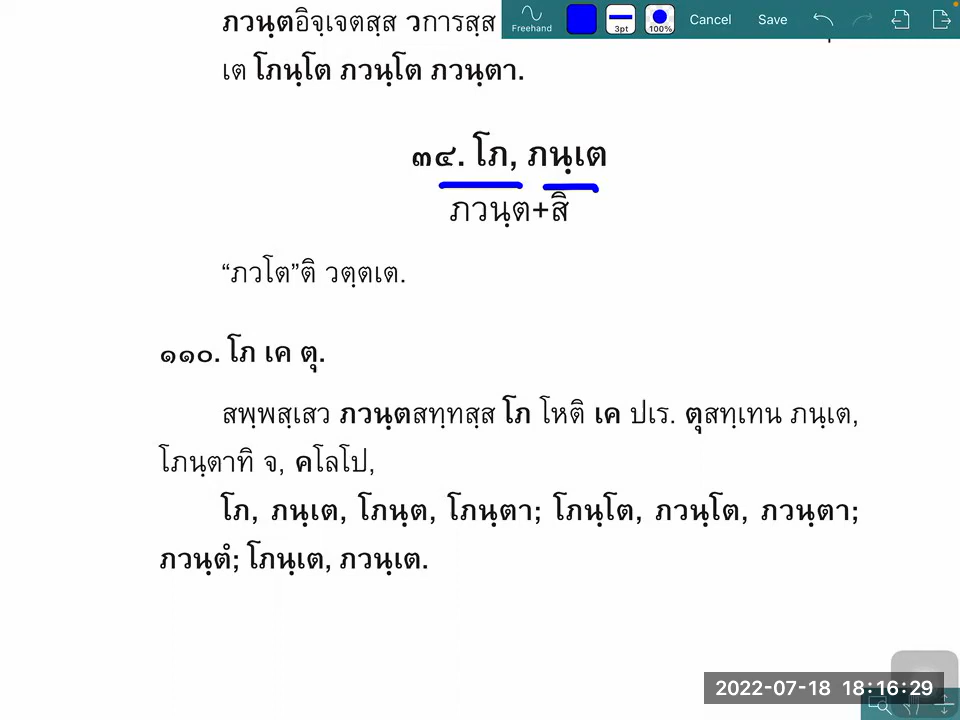 ภวนฺตอิจฺเจตสฺส วการสฺส
Freehand 3pt 100% Cancel Save
เต โภนฺโต ภวนฺโต ภวนฺตา.
๓๔. โภ, ภนฺเต
ภวนฺต+สิ
“ภวโต”ติ วตฺตเต.
๑๑๐. โภ เค ตุ.
สพฺพสฺเสว ภวนฺตสทฺทสฺส โภ โหติ เค ปเร. ตุสทฺเทน ภนฺเต,
โภนฺตาทิ จ, คโลโป,
โภ, ภนฺเต, โภนฺต, โภนฺตา; โภนฺโต, ภวนฺโต, ภวนฺตา;
ภวนฺตํ; โภนฺเต, ภวนฺเต.
2022-07-18 18:16:29